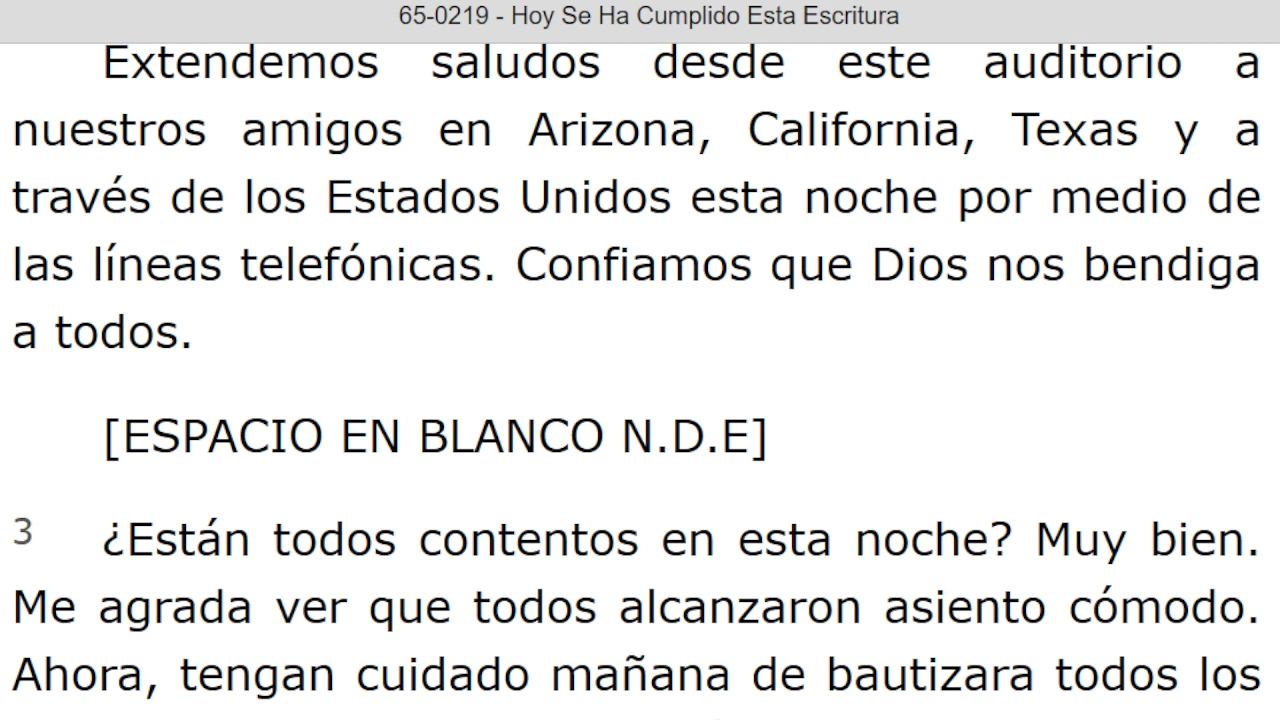 65-0219 - Hoy Se Ha Cumplido Esta Escritura
Extendemos saludos desde este auditorio a
nuestros amigos en Arizona, California, Texas y a
través de los Estados Unidos esta noche por medio de
las líneas telefónicas. Confiamos que Dios nos bendiga
a todos.
[ESPACIO EN BLANCO N.D.E]
3 ¿Están todos contentos en esta noche? Muy bien.
Me agrada ver que todos alcanzaron asiento cómodo.
Ahora, tengan cuidado mañana de bautizara todos los